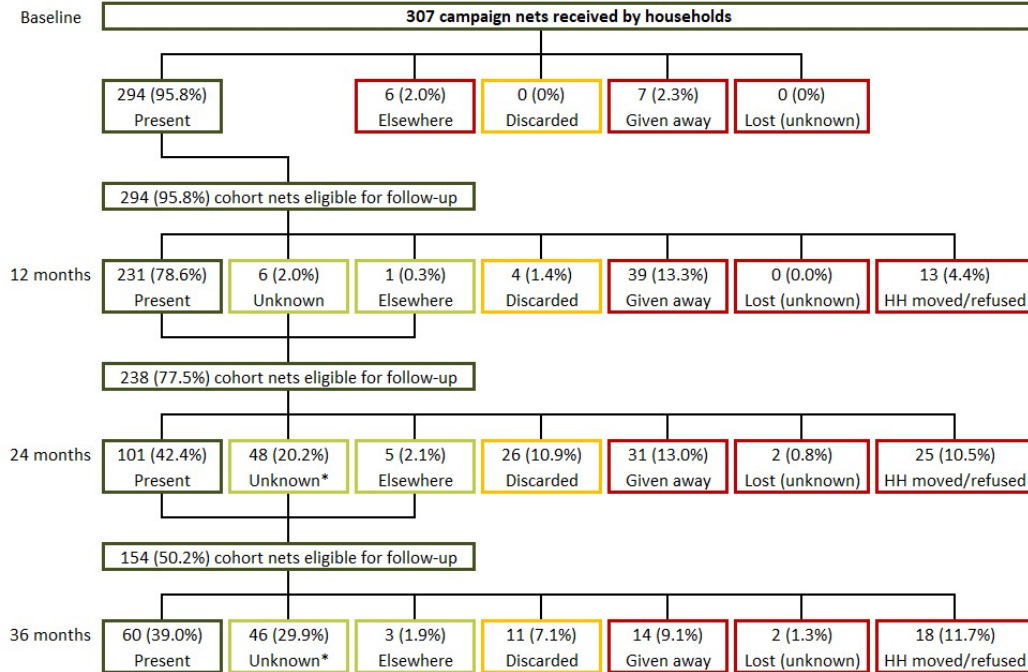 Baseline
307 campaign nets received by households
294 (95.8%)
Present
6 (2.0%)
Elsewhere
0 (0%)
Discarded
7 (2.3%)
Given away
0 (0%)
Lost (unknown)
294 (95.8%) cohort nets eligible for follow-up
12 months
231 (78.6%)
Present
6 (2.0%)
Unknown
1 (0.3%)
Elsewhere
4 (1.4%)
Discarded
39 (13.3%)
Given away
0 (0.0%)
Lost (unknown)
13 (4.4%)
HH moved/refused
238 (77.5%) cohort nets eligible for follow-up
24 months
101 (42.4%)
Present
48 (20.2%)
Unknown*
5 (2.1%)
Elsewhere
26 (10.9%)
Discarded
31 (13.0%)
Given away
2 (0.8%)
Lost (unknown)
25 (10.5%)
HH moved/refused
154 (50.2%) cohort nets eligible for follow-up
36 months
60 (39.0%)
Present
46 (29.9%)
Unknown*
3 (1.9%)
Elsewhere
11 (7.1%)
Discarded
14 (9.1%)
Given away
2 (1.3%)
Lost (unknown)
18 (11.7%)
HH moved/refused